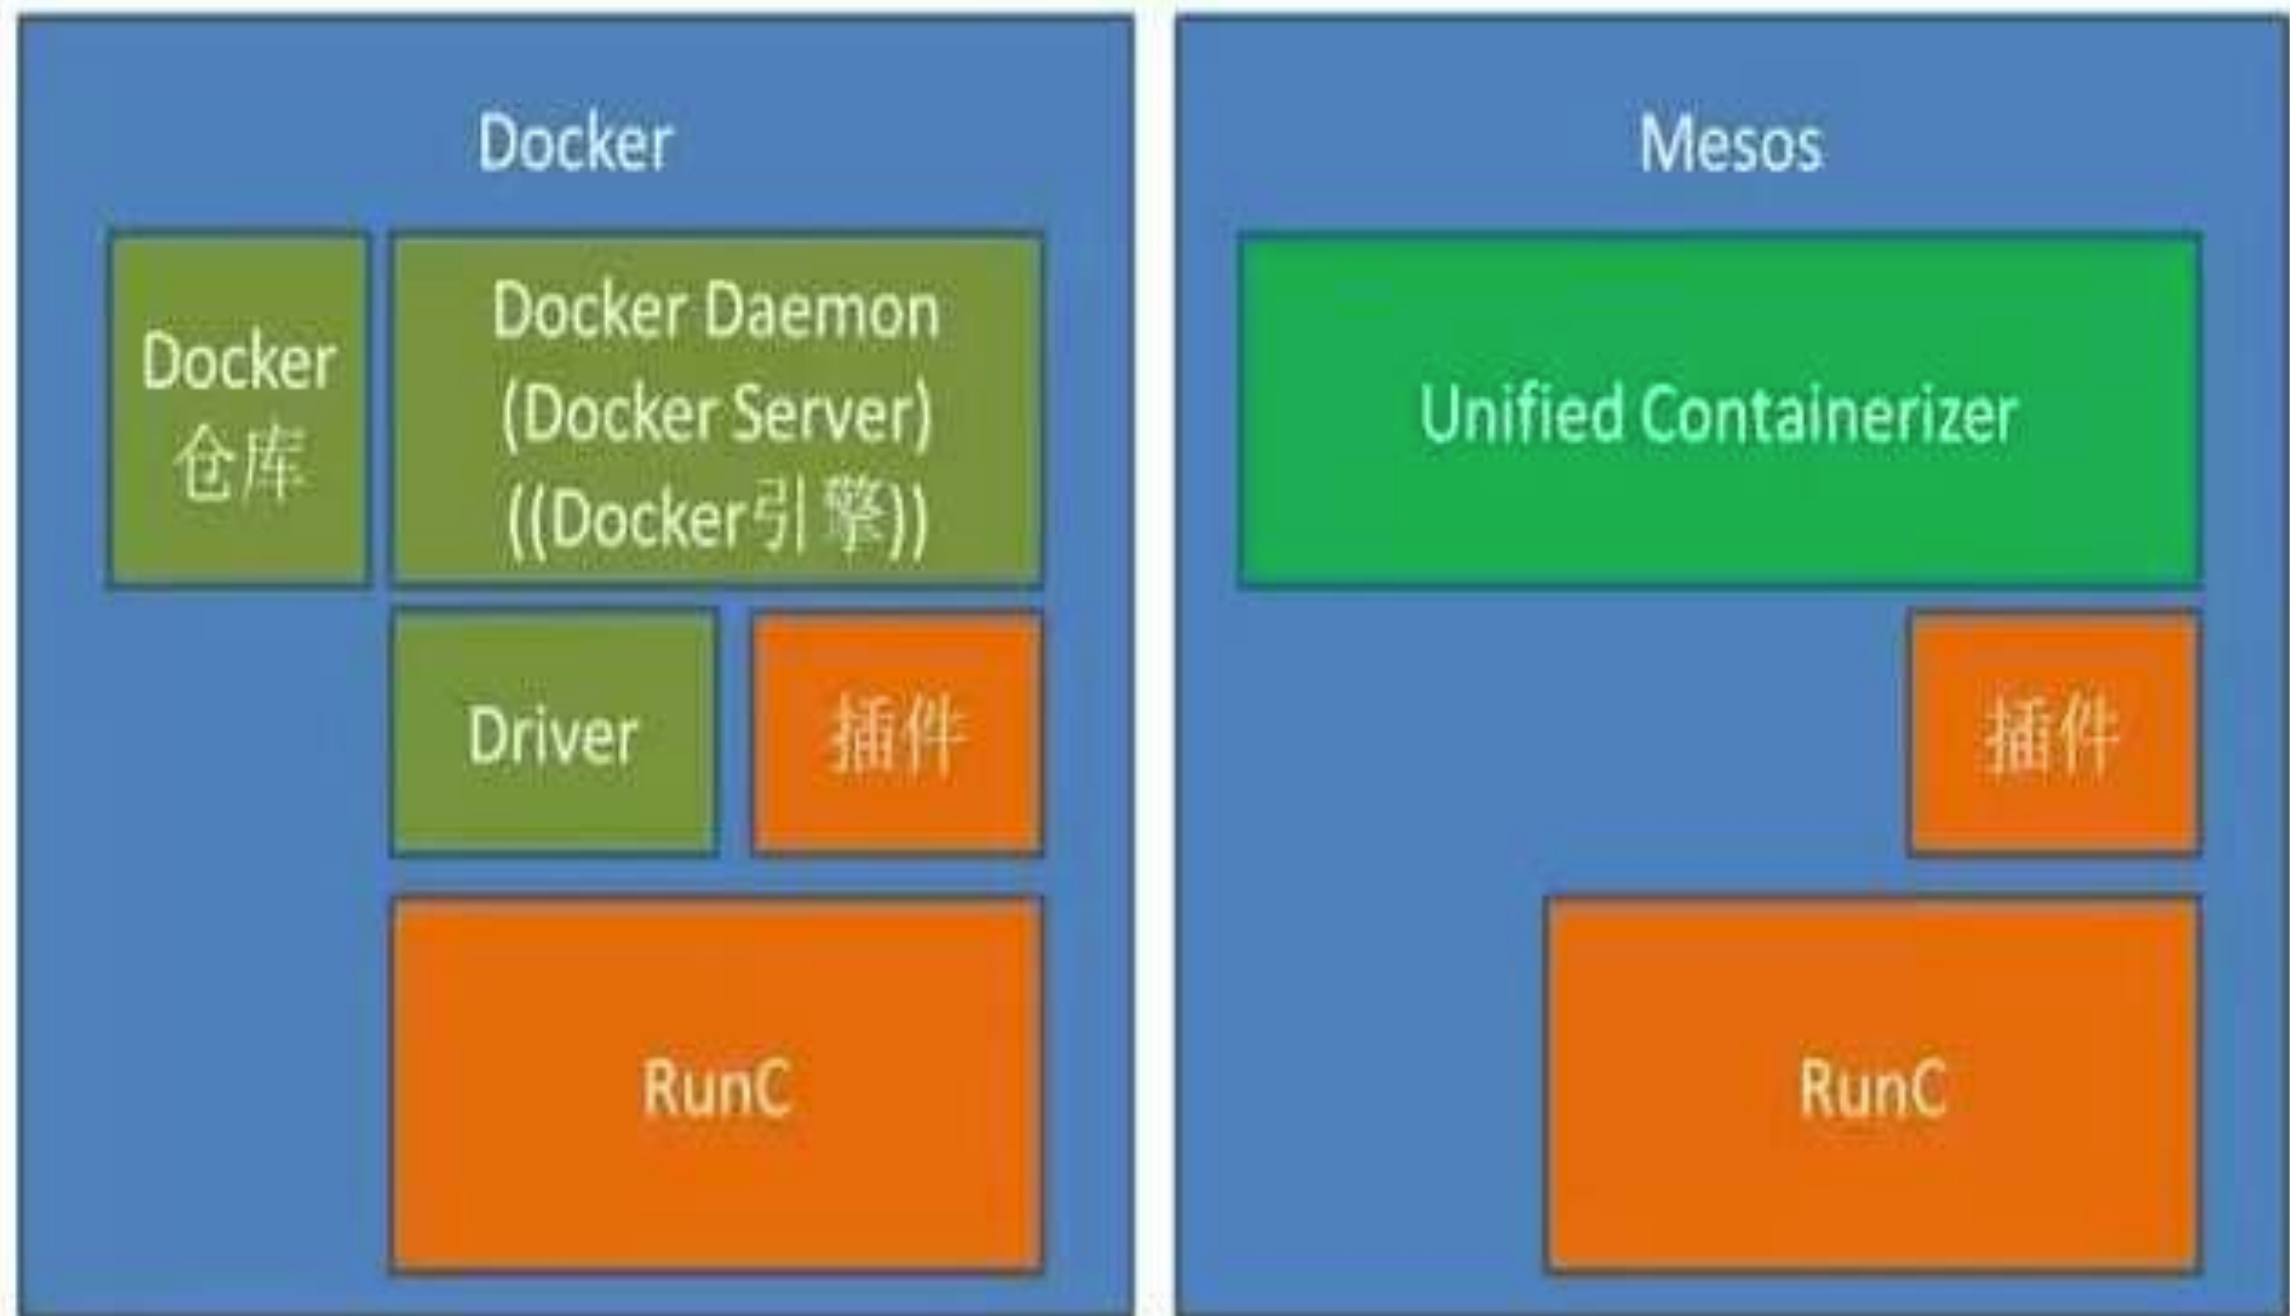 Docker
Docker
仓库
Docker Daemon
(Docker Server)
((Docker引擎))
Driver
插件
RunC
Mesos
Unified Containerizer
插件
RunC